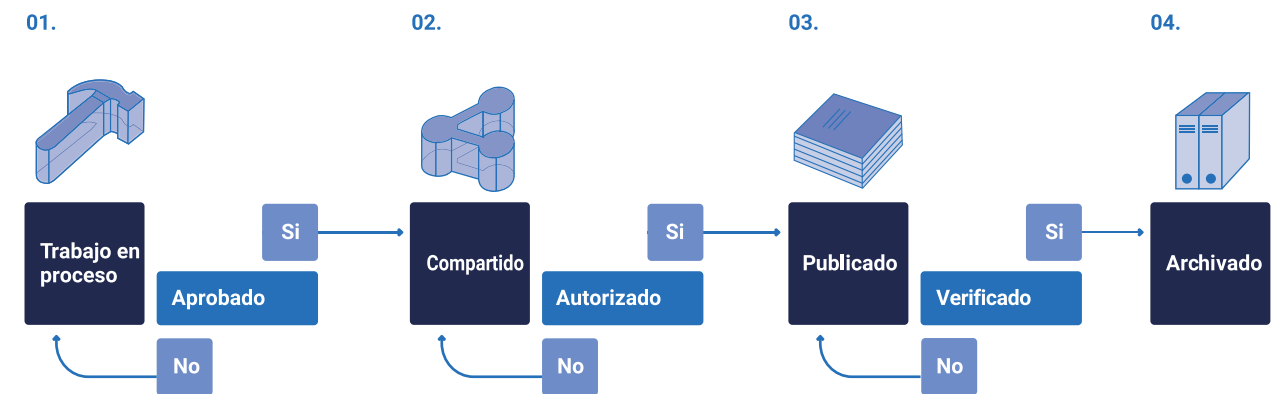 01.
02.
03.
04.
Trabajo en
proceso
Aprobado
Si
No
Compartido
Autorizado
Si
No
Publicado
Verificado
Si
No
Archivado